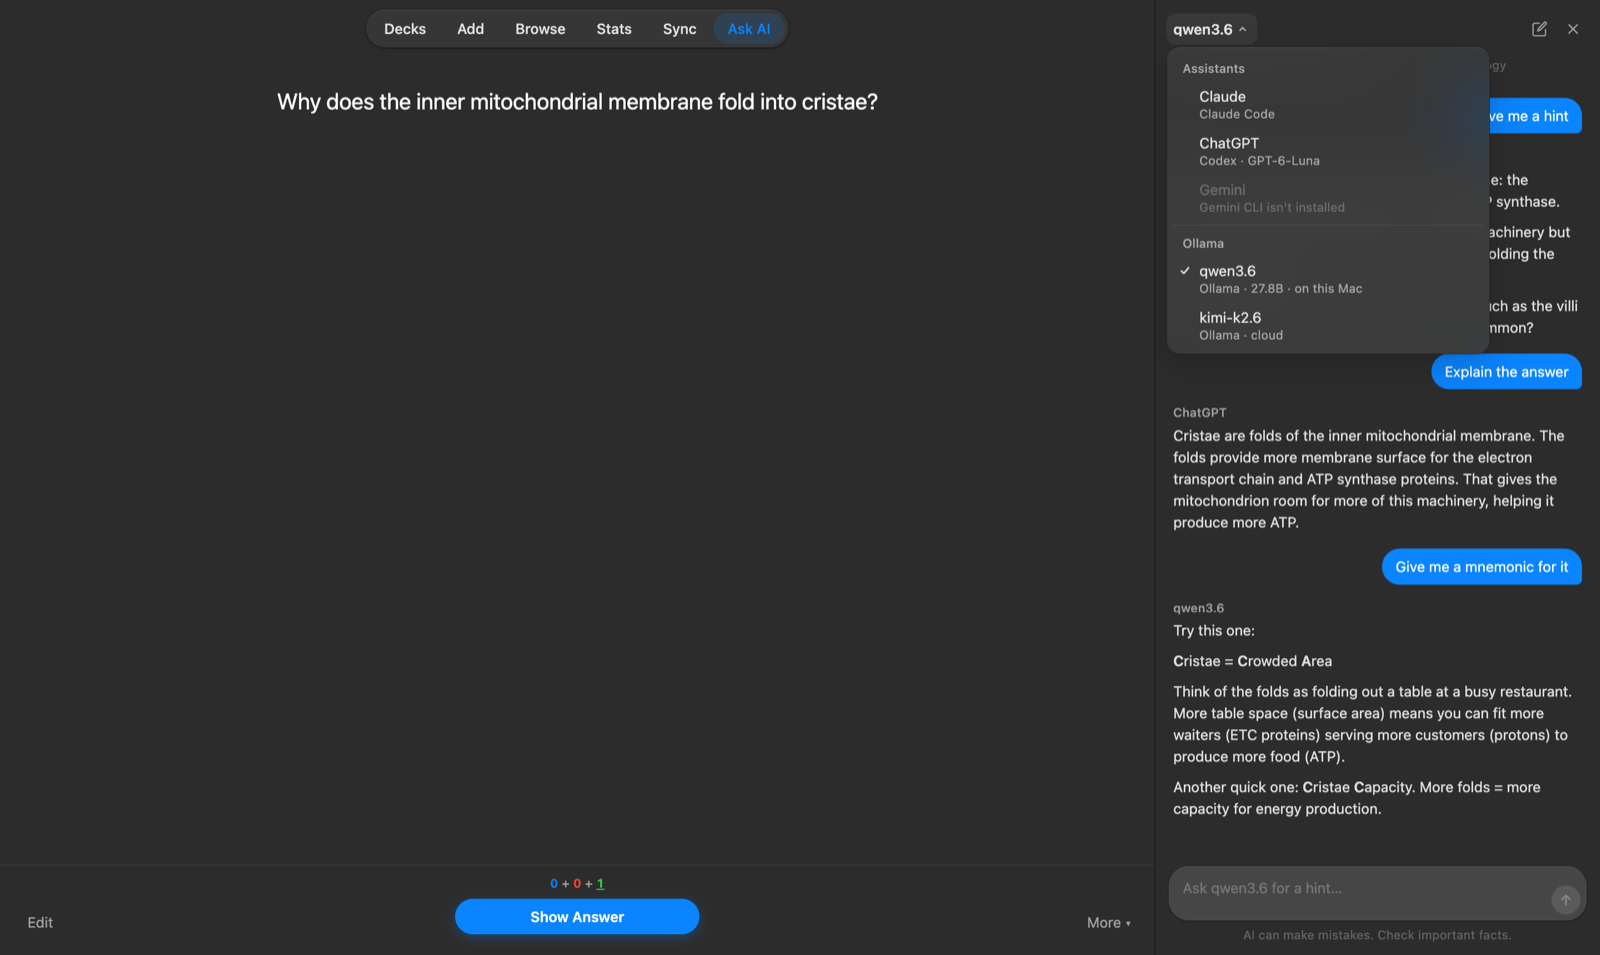 Decks Add Browse Stats Sync Ask AI
Why does the inner mitochondrial membrane fold into cristae?
0 + 0 + 1
Edit
Show Answer
More
qwen3.6
Assistants
Claude
Claude Code
ChatGPT
Codex · GPT-6-Luna
Gemini
Gemini CLI isn't installed
Ollama
qwen3.6
Ollama · 27.8B · on this Mac
kimi-k2.6
Ollama · cloud
me a hint
the
synthase.
but
the
as the villi
Explain the answer
ChatGPT
Cristae are folds of the inner mitochondrial membrane. The
folds provide more membrane surface for the electron
transport chain and ATP synthase proteins. That gives the
mitochondrion room for more of this machinery, helping it
produce more ATP.
Give me a mnemonic for it
qwen3.6
Try this one:
Cristae = Crowded Area
Think of the folds as folding out a table at a busy restaurant.
More table space (surface area) means you can fit more
waiters (ETC proteins) serving more customers (protons) to
produce more food (ATP).
Another quick one: Cristae Capacity. More folds = more
capacity for energy production.
Ask qwen3.6 for a hint...
AI can make mistakes. Check important facts.